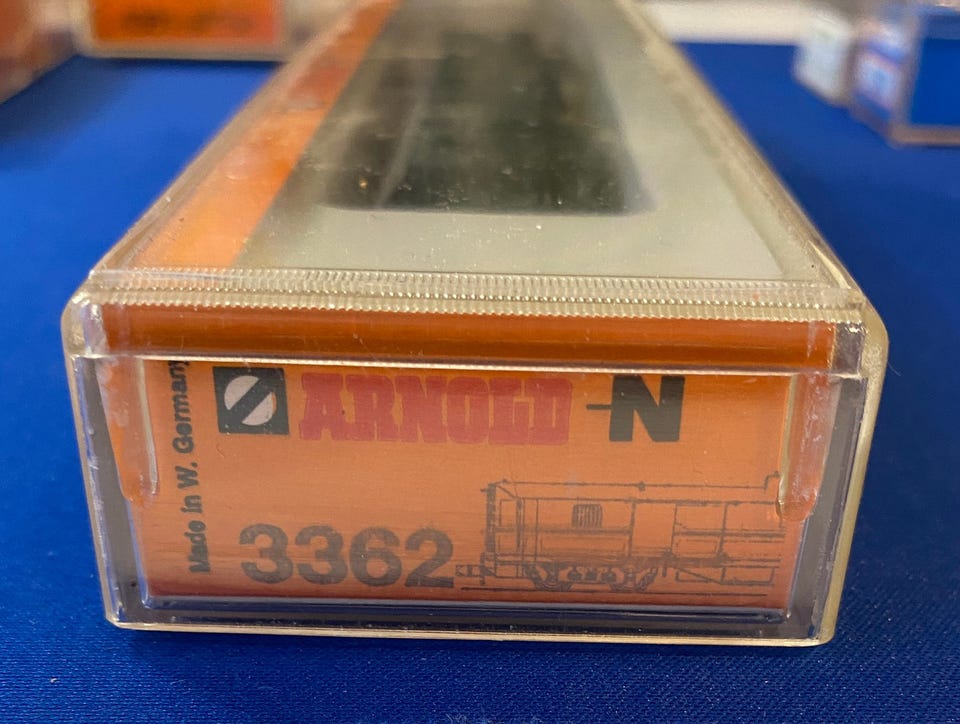 Made in W. Germany
ARNOLD -N
3362